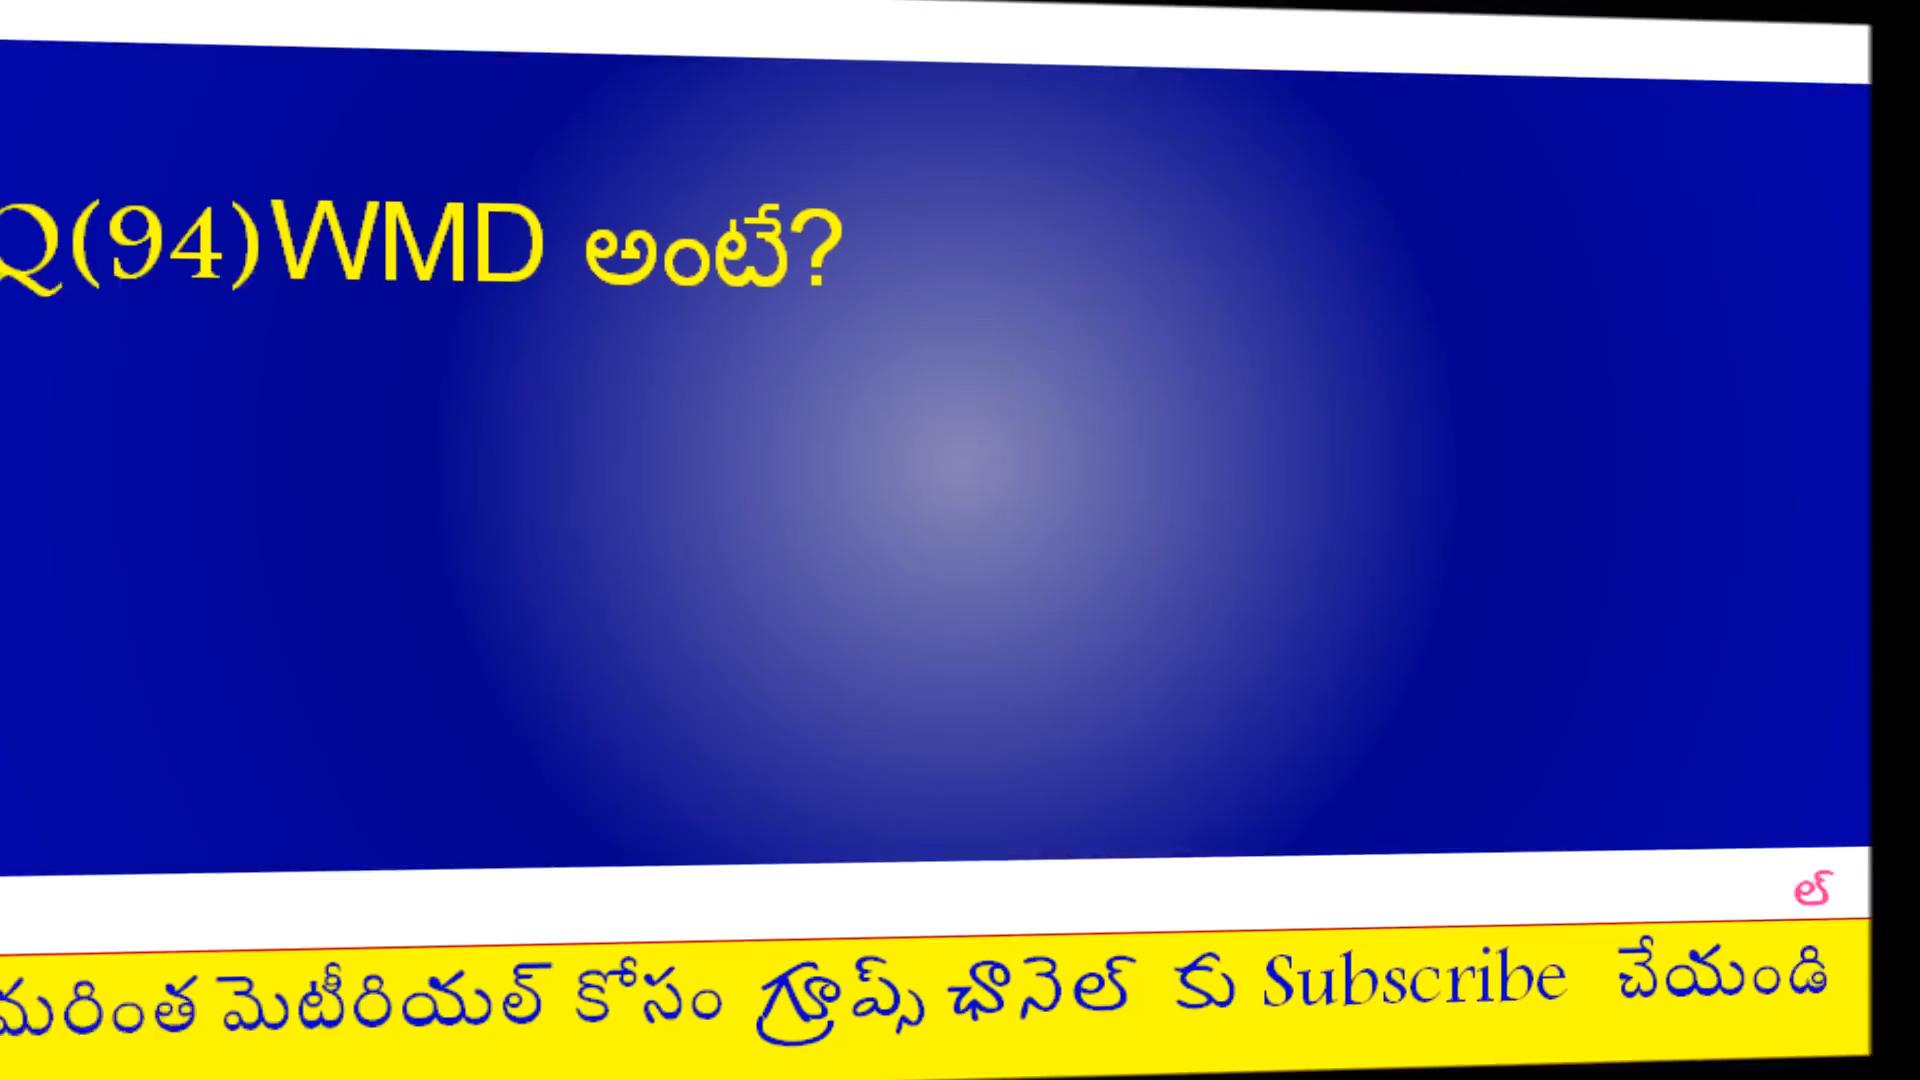 Q(94)WMD అంటే?
ల్
మరింత మెటీరియల్ కోసం గ్రూప్స్ ఛానెల్ కు Subscribe చేయండి